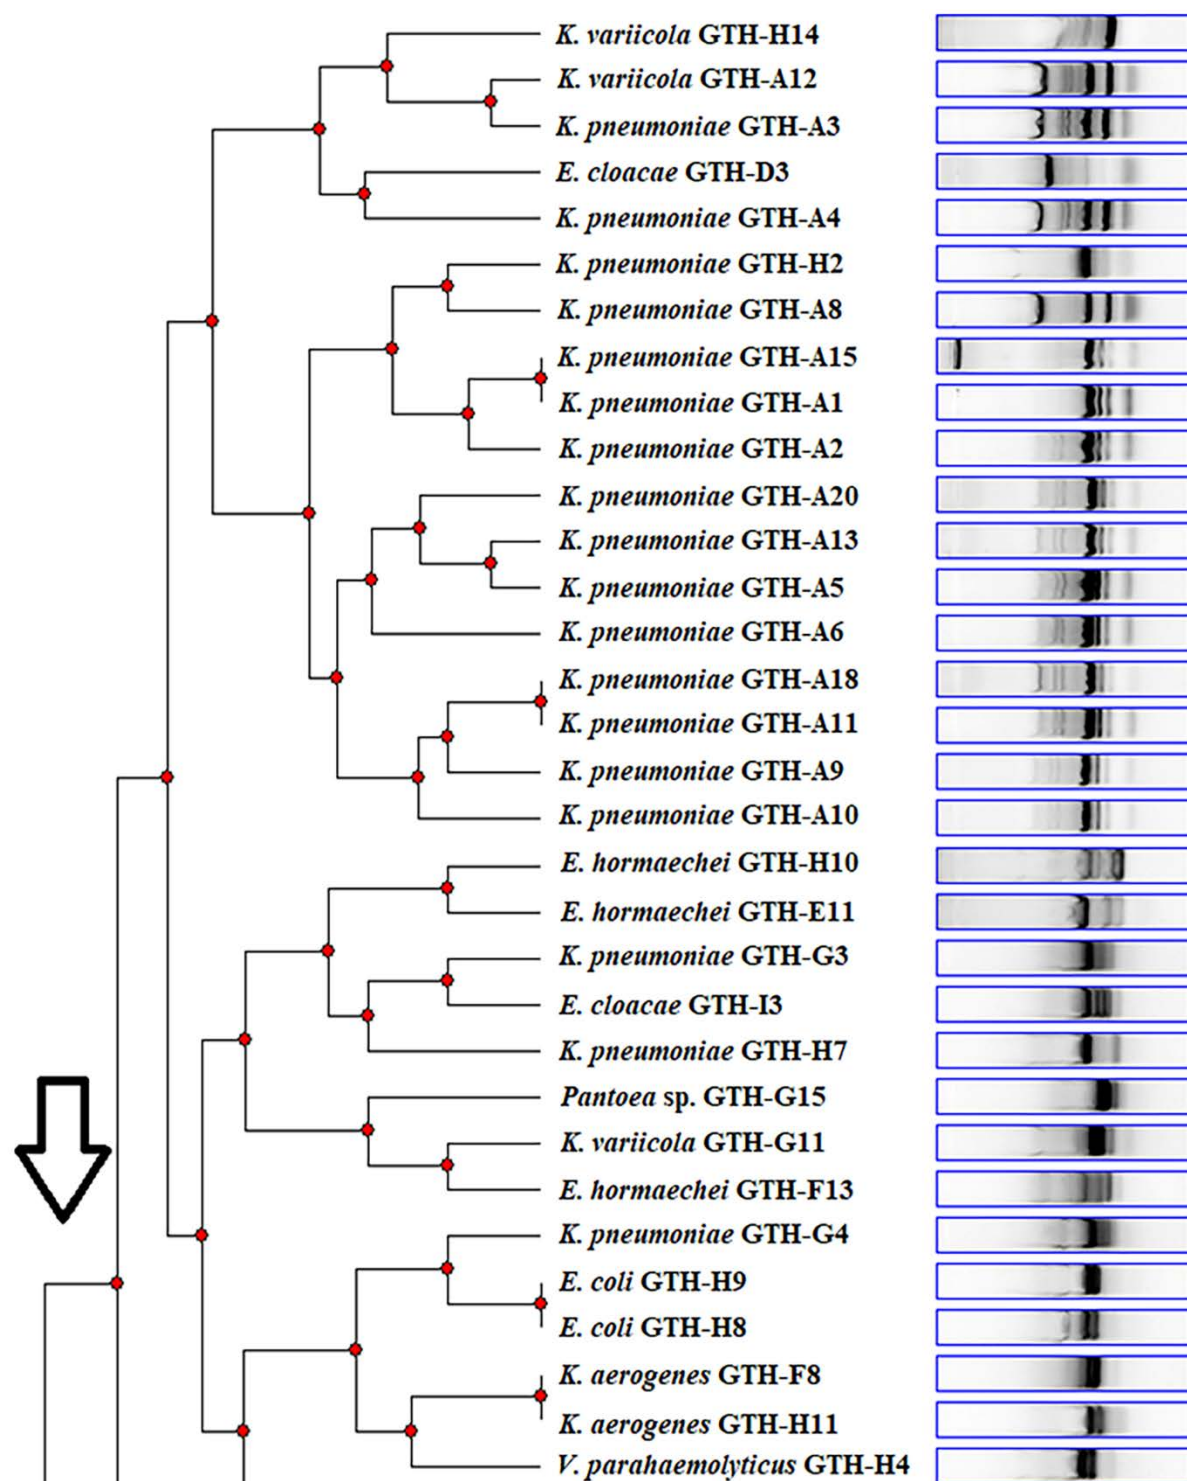 K. variicola GTH-H14
K. variicola GTH-A12
K. pneumoniae GTH-A3
E. cloacae GTH-D3
K. pneumoniae GTH-A4
K. pneumoniae GTH-H2
K. pneumoniae GTH-A8
K. pneumoniae GTH-A15
K. pneumoniae GTH-A1
K. pneumoniae GTH-A2
K. pneumoniae GTH-A20
K. pneumoniae GTH-A13
K. pneumoniae GTH-A5
K. pneumoniae GTH-A6
K. pneumoniae GTH-A18
K. pneumoniae GTH-A11
K. pneumoniae GTH-A9
K. pneumoniae GTH-A10
E. hormaechei GTH-H10
E. hormaechei GTH-E11
K. pneumoniae GTH-G3
E. cloacae GTH-I3
K. pneumoniae GTH-H7
Pantoea sp. GTH-G15
K. variicola GTH-G11
E. hormaechei GTH-F13
K. pneumoniae GTH-G4
E. coli GTH-H9
E. coli GTH-H8
K. aerogenes GTH-F8
K. aerogenes GTH-H11
V. parahaemolyticus GTH-H4